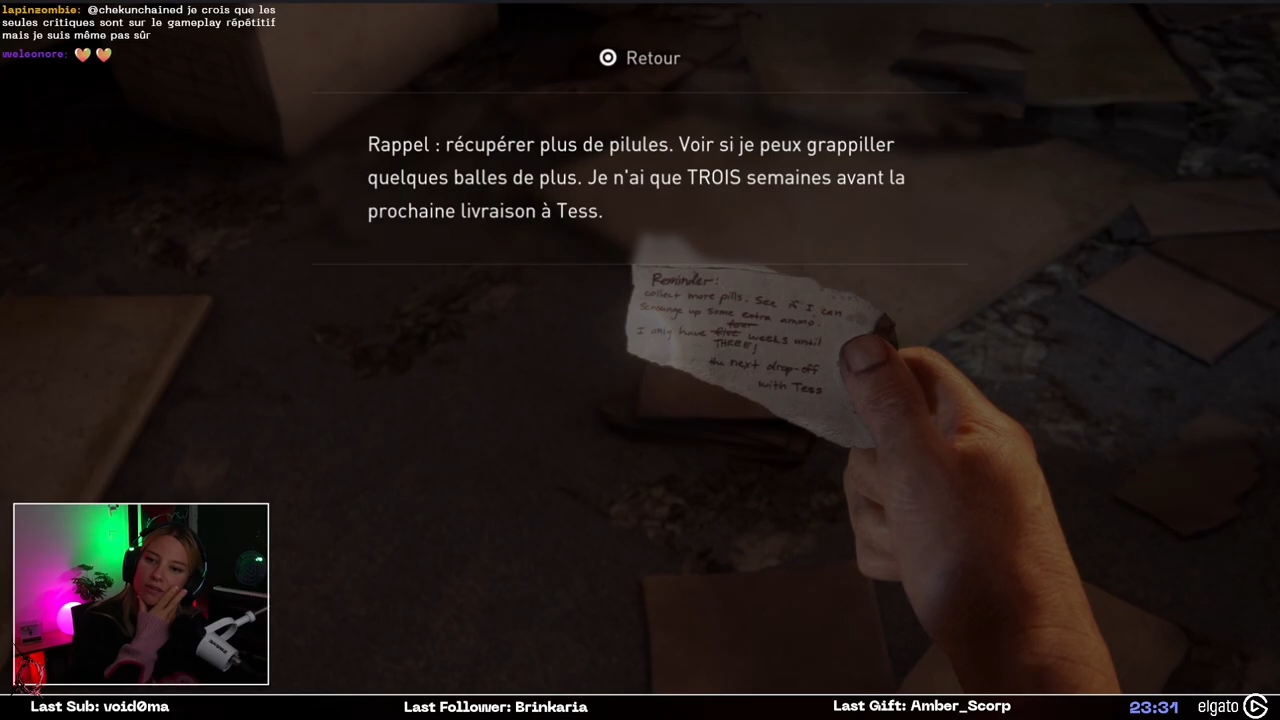 lapinzombie: @chekunchained je crois que les
seules critiques sont sur le gameplay répétitif
mais je suis même pas sûr
weleonore:
Retour
Rappel : récupérer plus de pilules. Voir si je peux grappiller
quelques balles de plus. Je n'ai que TROIS semaines avant la
prochaine livraison à Tess.
Reminder:
collect more pills. See if I can
scrounge up some extra ammo.
four
I only have five weeks until
THREE!
the next drop-off
with Tess
Last Sub: void0ma
Last Follower: Brinkaria
Last Gift: Amber_Scorp
23:31
elgato